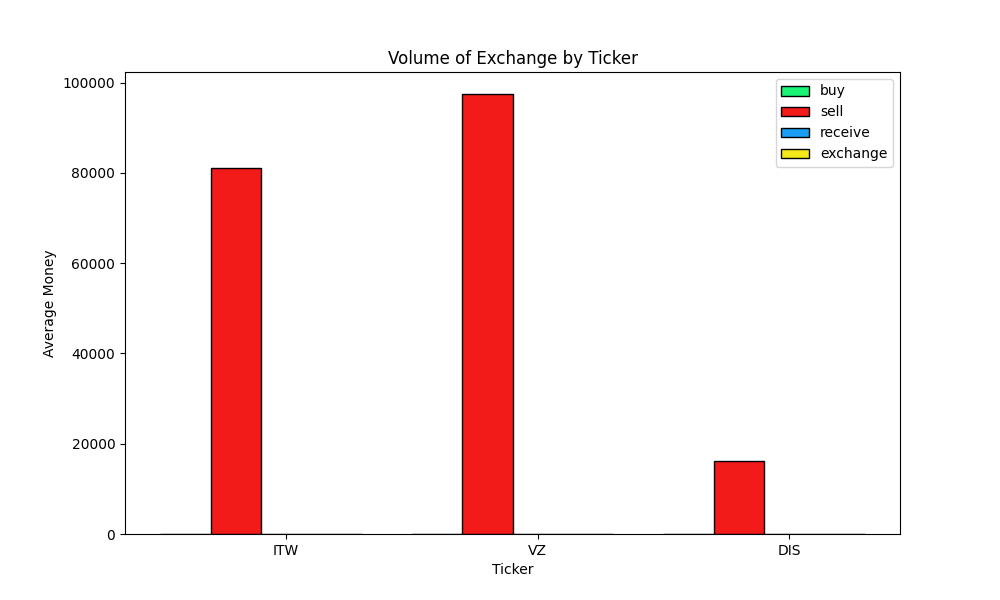 Volume of Exchange by Ticker
100000
80000
60000
40000
20000
0
Average Money
buy
sell
receive
exchange
ITW
VZ
DIS
Ticker